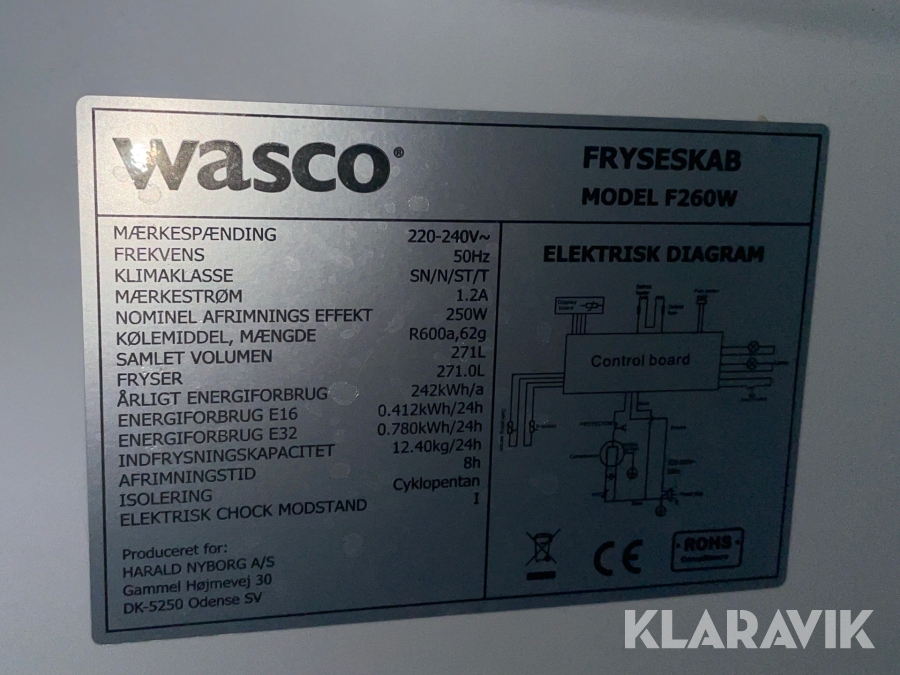 wasco®
FRYSESKAB
MODEL F260W
MÆRKESPÆNDING 220-240V~
FREKVENS 50Hz
KLIMAKLASSE SN/N/ST/T
MÆRKESTRØM 1.2A
NOMINEL AFRIMNINGS EFFEKT 250W
KØLEMIDDEL, MÆNGDE R600a,62g
SAMLET VOLUMEN 271L
FRYSER 271.0L
ÅRLIGT ENERGIFORBRUG 242kWh/a
ENERGIFORBRUG E16 0.412kWh/24h
ENERGIFORBRUG E32 0.780kWh/24h
INDFRYSNINGSKAPACITET 12.40kg/24h
AFRIMNINGSTID 8h
ISOLERING Cyklopentan
ELEKTRISK CHOCK MODSTAND I
Produceret for:
HARALD NYBORG A/S
Gammel Højmevej 30
DK-5250 Odense SV
ELEKTRISK DIAGRAM
Control board
CE
ROHS
KLARAVIK